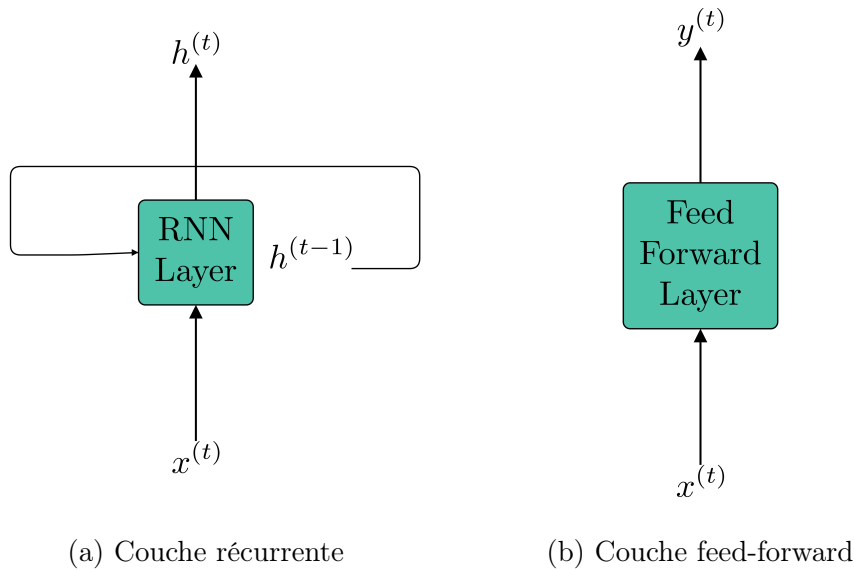 h^{(t)}
RNN
Layer
h^{(t-1)}
x^{(t)}
(a) Couche récurrente
y^{(t)}
Feed
Forward
Layer
x^{(t)}
(b) Couche feed-forward